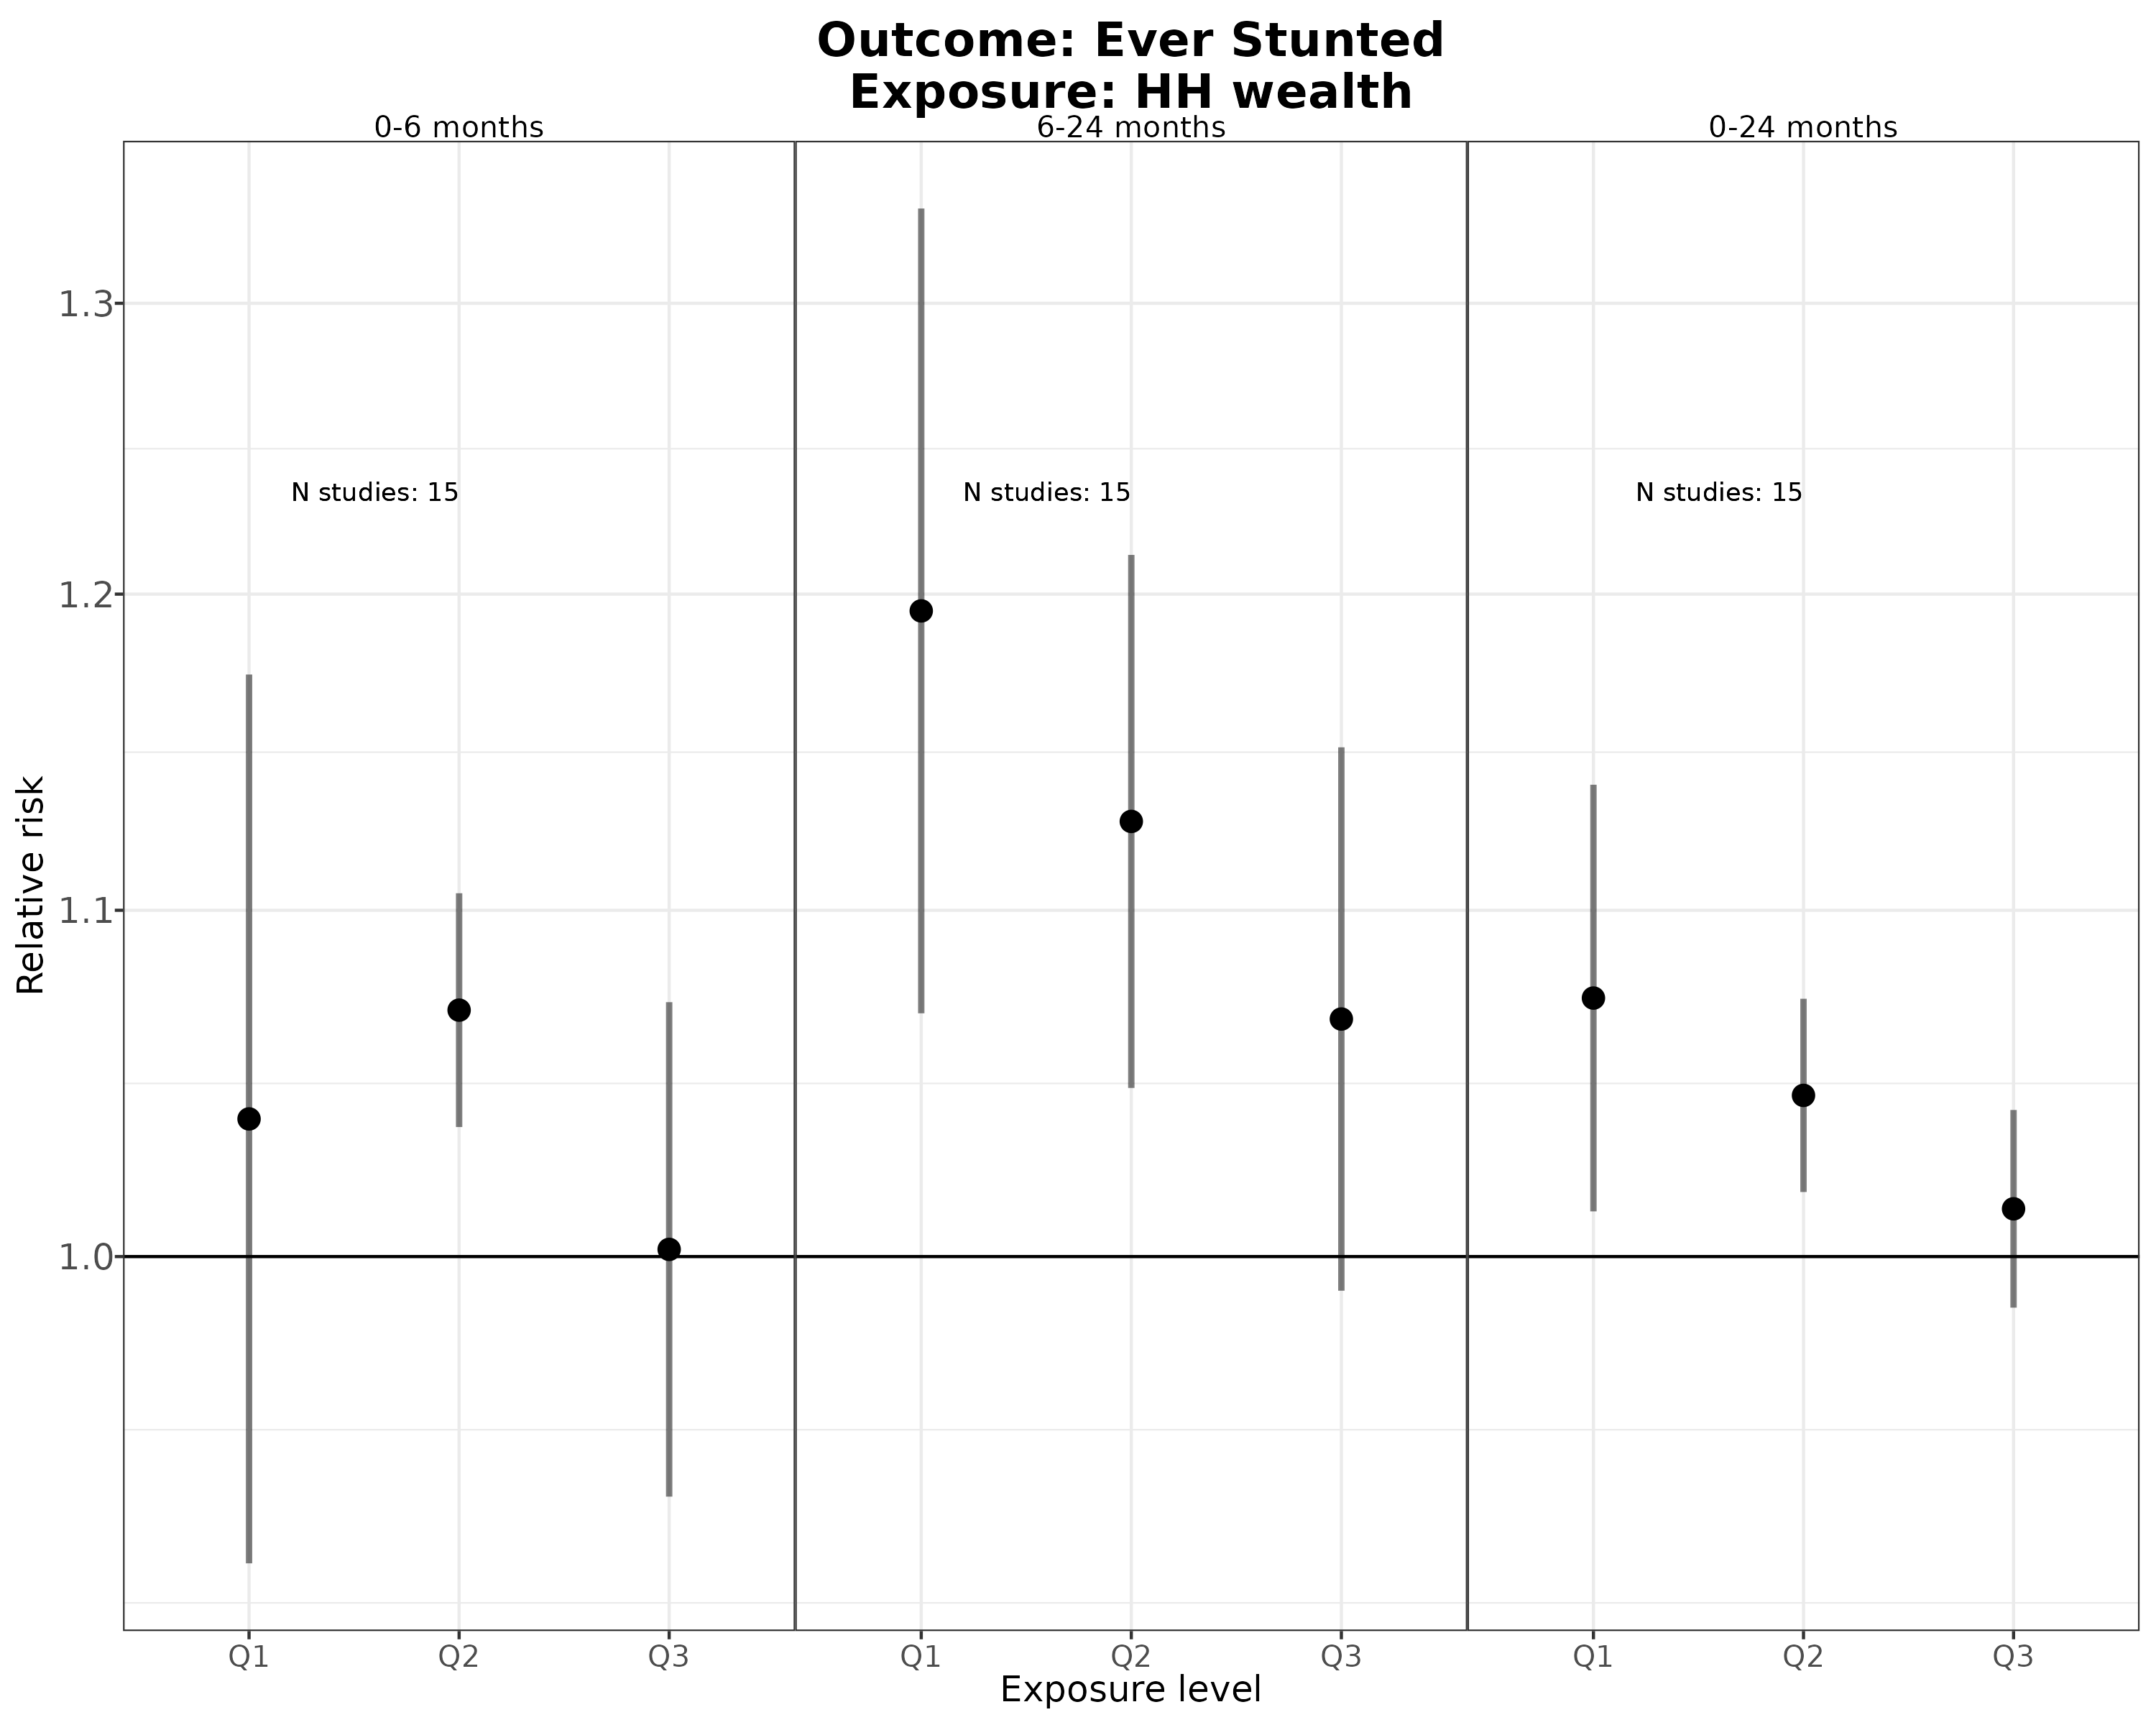 Outcome: Ever Stunted
Exposure: HH wealth
0-6 months
6-24 months
0-24 months
1.3
1.2
1.1
1.0
Relative risk
N studies: 15
N studies: 15
N studies: 15
Q1
Q2
Q3
Q1
Q2
Q3
Q1
Q2
Q3
Exposure level